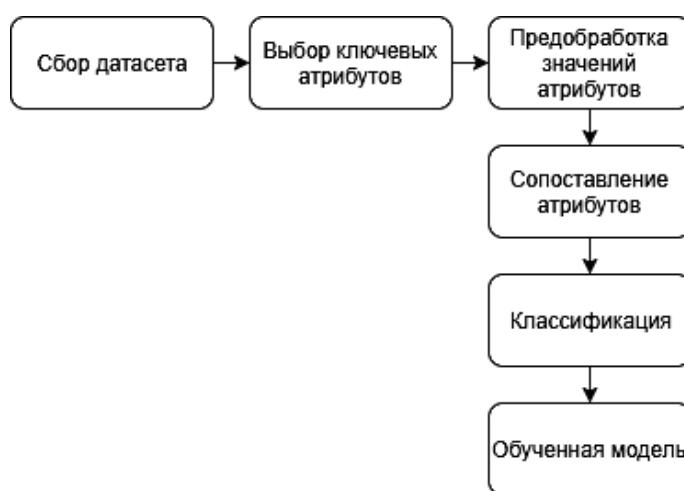 Сбор датасета
Выбор ключевых
атрибутов
Предобработка
значений
атрибутов
Сопоставление
атрибутов
Классификация
Обученная модель